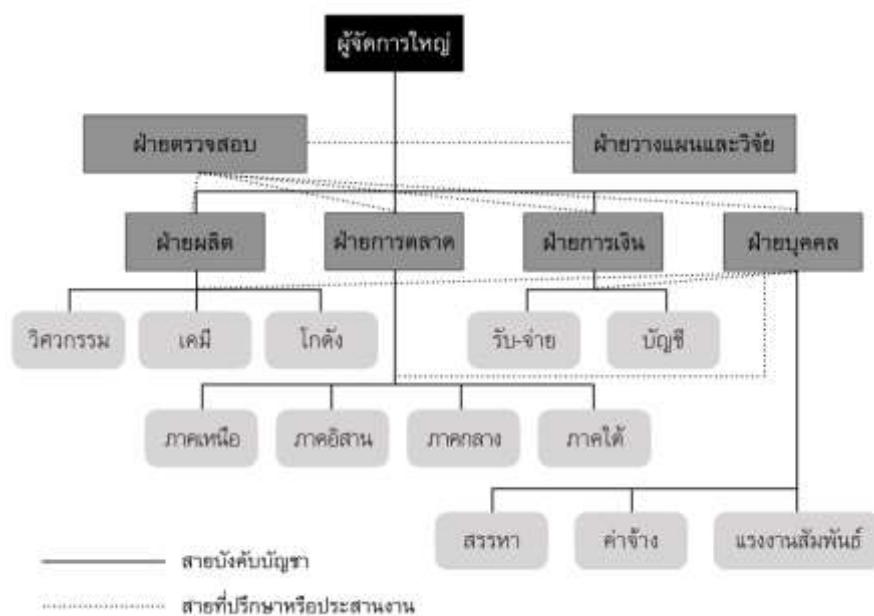 ผู้จัดการใหญ่
ฝ่ายตรวจสอบ
ฝ่ายวางแผนและวิจัย
ฝ่ายผลิต
ฝ่ายการตลาด
ฝ่ายการเงิน
ฝ่ายบุคคล
วิศวกรรม
เคมี
โกดัง
รับ-จ่าย
บัญชี
ภาคเหนือ
ภาคอิสาน
ภาคกลาง
ภาคใต้
สรรหา
ค่าจ้าง
แรงงานสัมพันธ์
สายบังคับบัญชา
สายที่ปรึกษาหรือประสานงาน